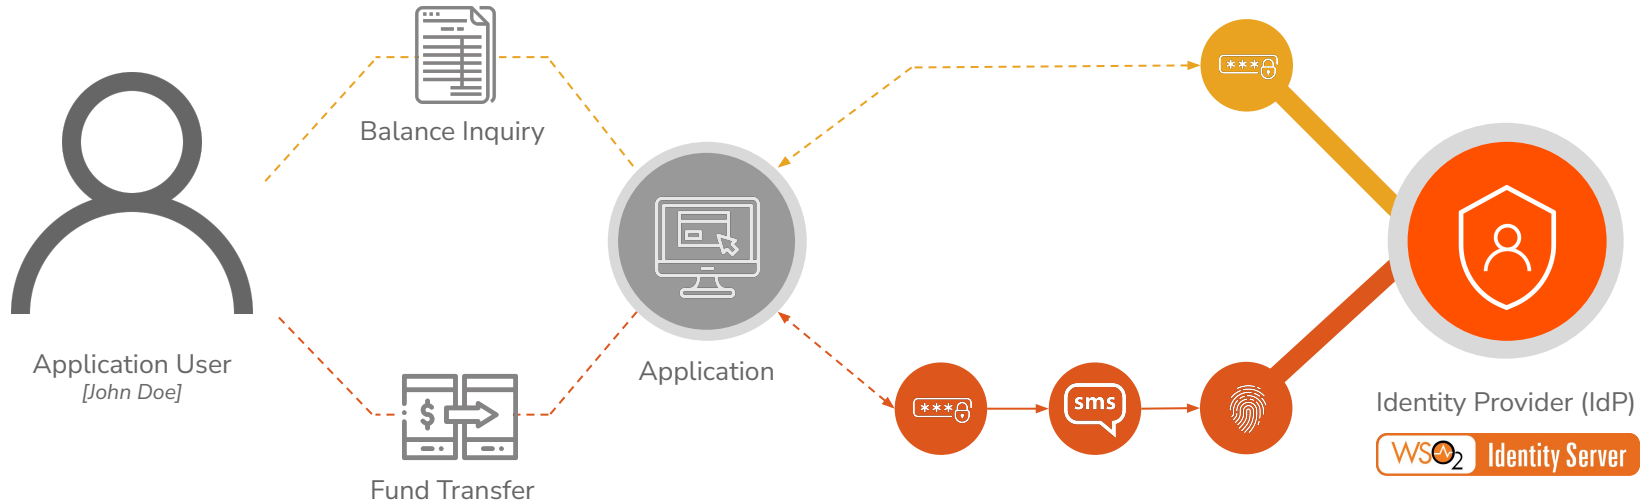 Balance Inquiry
Application User
[John Doe]
Application
Fund Transfer
***
***
sms
$
Identity Provider (IdP)
WSO2 Identity Server